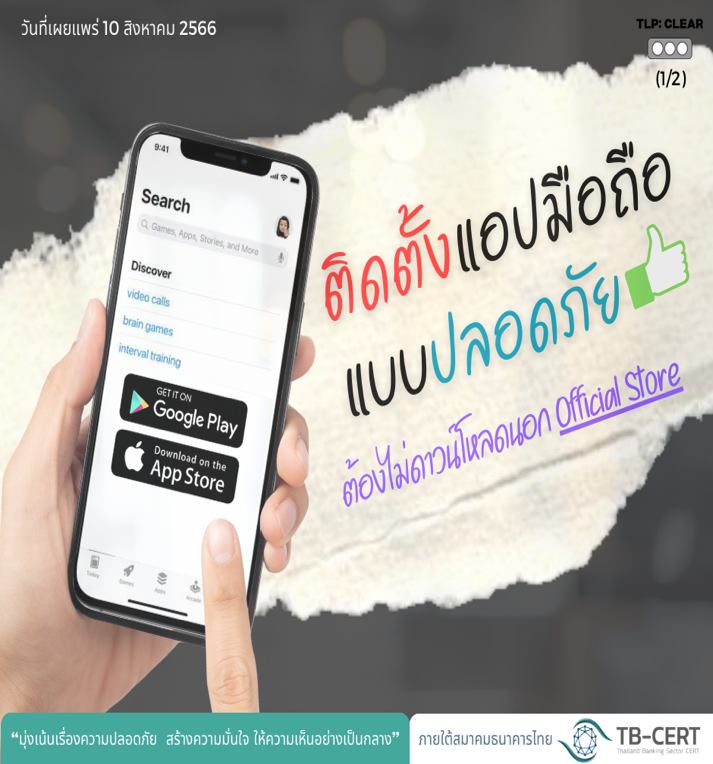 วันที่เผยแพร่ 10 สิงหาคม 2566
TLP: CLEAR
(1/2)
9:41
Search
Games, Apps, Stories, and More
Discover
video calls
brain games
interval training
GET IT ON
Google Play
Download on the
App Store
Today Games Apps Arcade
ติดตั้งแอปมือถือ
แบบปลอดภัย
ต้องไม่ดาวน์โหลดนอก Official Store
“มุ่งเน้นเรื่องความปลอดภัย สร้างความมั่นใจ ให้ความเห็นอย่างเป็นกลาง”
ภายใต้สมาคมธนาคารไทย
TB-CERT
Thailand Banking Sector CERT